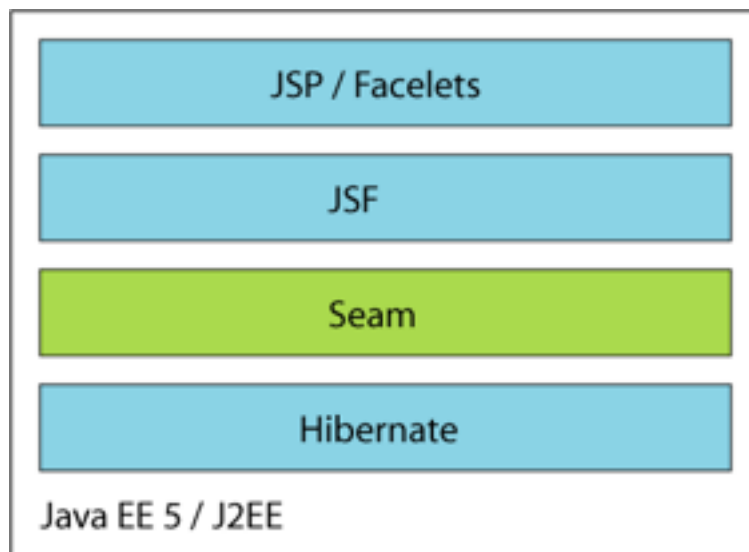 JSP / Facelets
JSF
Seam
Hibernate
Java EE 5 / J2EE